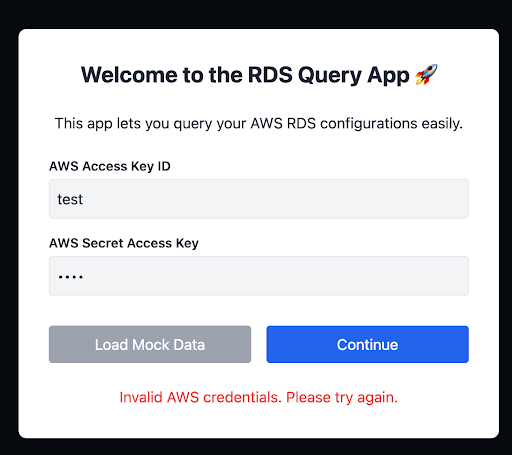 Welcome to the RDS Query App 🚀
This app lets you query your AWS RDS configurations easily.
AWS Access Key ID
test
AWS Secret Access Key
••••
Load Mock Data Continue
Invalid AWS credentials. Please try again.